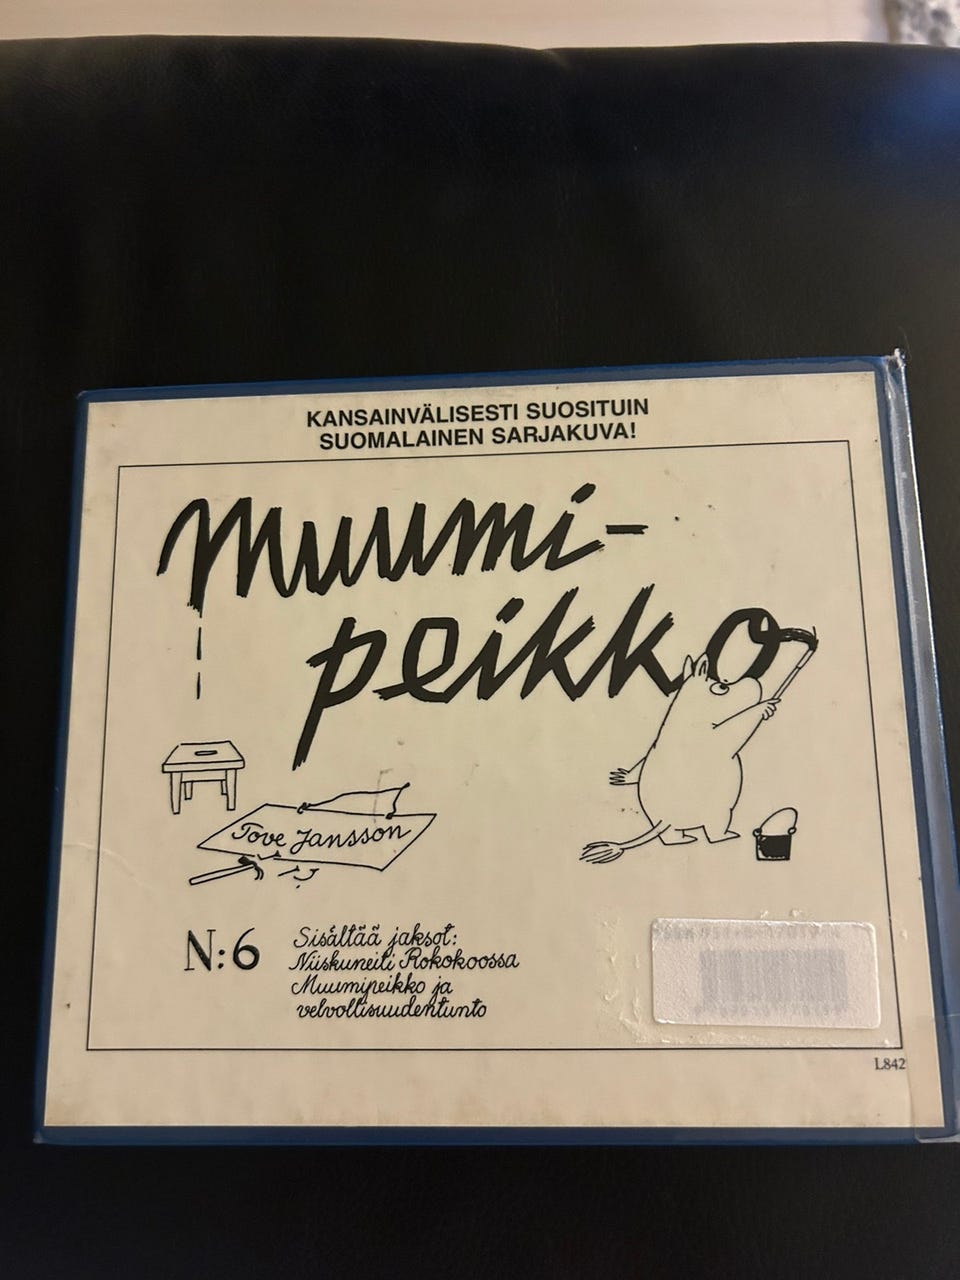 KANSAINVÄLISESTI SUOSITUIN
SUOMALAINEN SARJAKUVA!
Muumi-
peikko
Tove Jansson
N:6
Sisältää jaksot:
Niiskuneiti Rokokoossa
Muumipeikko ja
velvollisuudentunto
L842